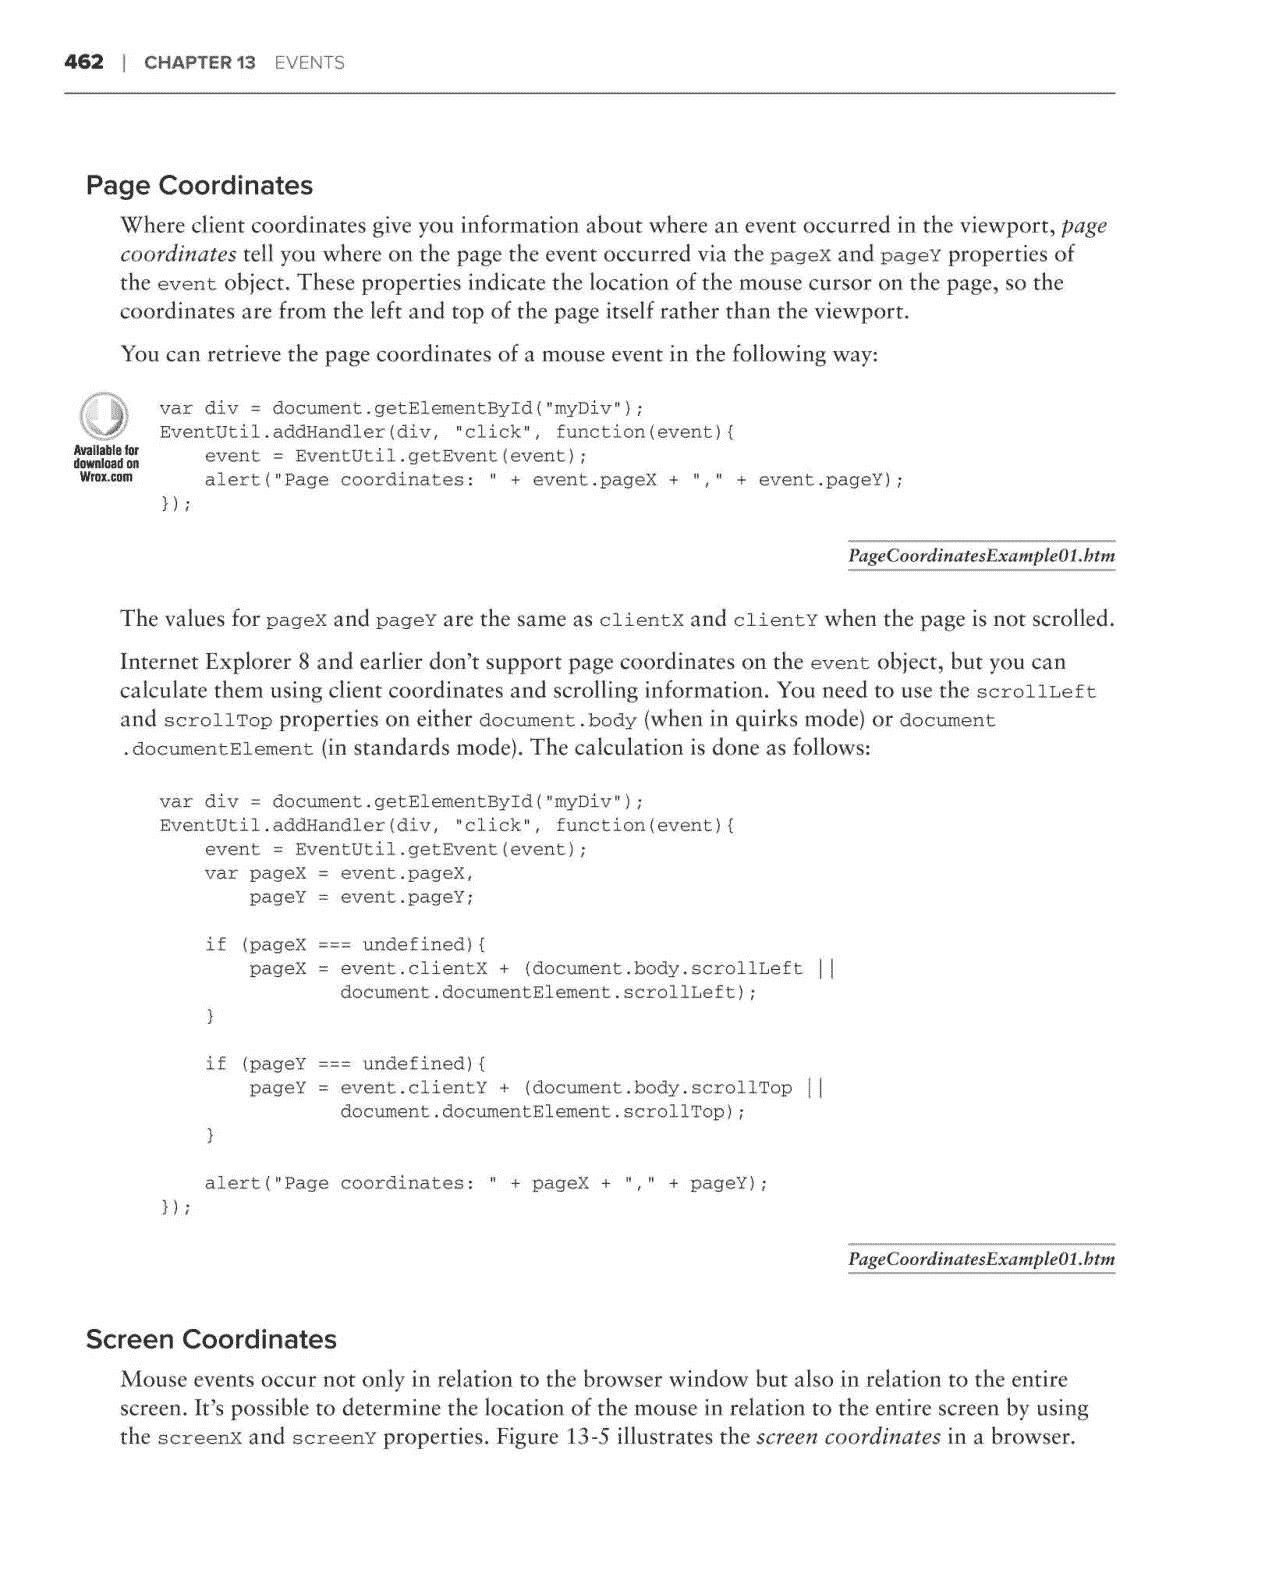 462 | CHAPTER 13 EVENTS
Page Coordinates
Where client coordinates give you information about where an event occurred in the viewport, page
coordinates tell you where on the page the event occurred via the pageX and pageY properties of
the event object. These properties indicate the location of the mouse cursor on the page, so the
coordinates are from the left and top of the page itself rather than the viewport.
You can retrieve the page coordinates of a mouse event in the following way:
Available for
download on
Wrox.com
var div = document.getElementById("myDiv");
EventUtil.addHandler(div, "click", function(event){
    event = EventUtil.getEvent(event);
    alert("Page coordinates: " + event.pageX + "," + event.pageY);
});
PageCoordinatesExample01.htm
The values for pageX and pageY are the same as clientX and clientY when the page is not scrolled.
Internet Explorer 8 and earlier don't support page coordinates on the event object, but you can
calculate them using client coordinates and scrolling information. You need to use the scrollLeft
and scrollTop properties on either document.body (when in quirks mode) or document
.documentElement (in standards mode). The calculation is done as follows:
var div = document.getElementById("myDiv");
EventUtil.addHandler(div, "click", function(event){
    event = EventUtil.getEvent(event);
    var pageX = event.pageX,
        pageY = event.pageY;
    if (pageX === undefined){
        pageX = event.clientX + (document.body.scrollLeft ||
                document.documentElement.scrollLeft);
    }
    if (pageY === undefined){
        pageY = event.clientY + (document.body.scrollTop ||
                document.documentElement.scrollTop);
    }
    alert("Page coordinates: " + pageX + "," + pageY);
});
PageCoordinatesExample01.htm
Screen Coordinates
Mouse events occur not only in relation to the browser window but also in relation to the entire
screen. It's possible to determine the location of the mouse in relation to the entire screen by using
the screenX and screenY properties. Figure 13-5 illustrates the screen coordinates in a browser.